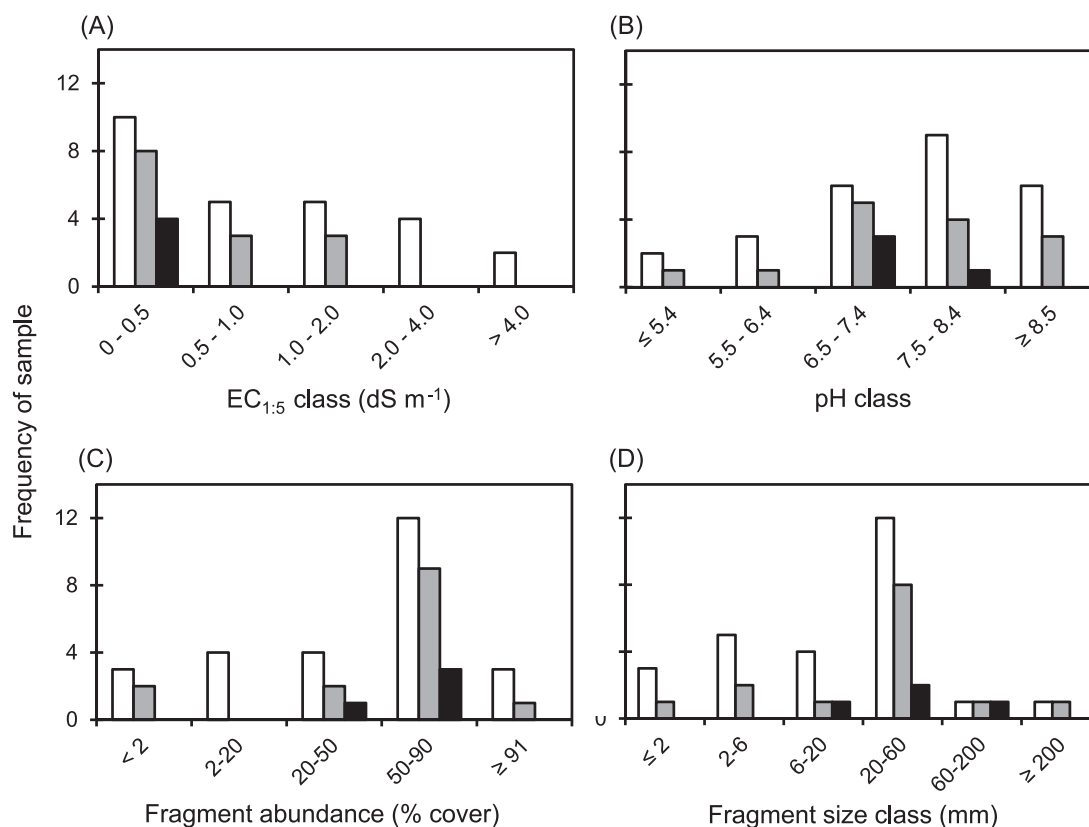 (A)
12
8
4
0
0 - 0.5
0.5 - 1.0
1.0 - 2.0
2.0 - 4.0
> 4.0
EC1:5 class (dS m-1)
(B)
≤ 5.4
5.5 - 6.4
6.5 - 7.4
7.5 - 8.4
≥ 8.5
pH class
Frequency of sample
(C)
12
8
4
0
< 2
2-20
20-50
50-90
≥ 91
Fragment abundance (% cover)
(D)
≤ 2
2-6
6-20
20-60
60-200
≥ 200
Fragment size class (mm)